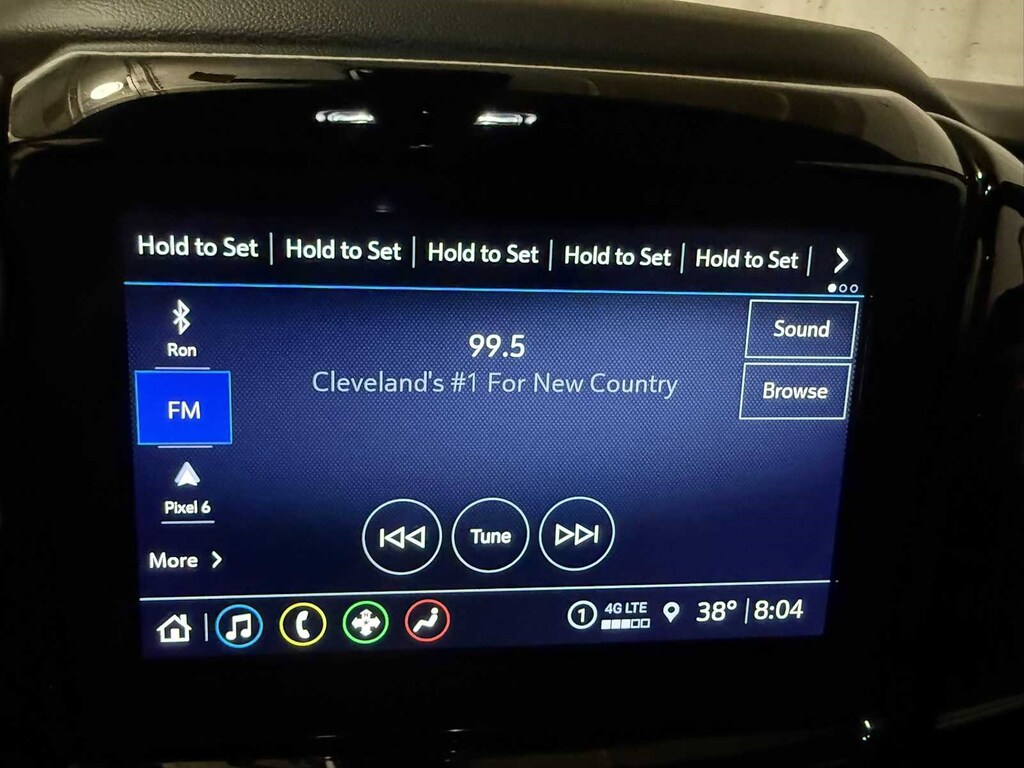 Hold to Set | Hold to Set | Hold to Set | Hold to Set | Hold to Set |
Ron
Sound
99.5
Cleveland's #1 For New Country
Browse
FM
Pixel 6
Tune
More
1 4G LTE 38° | 8:04